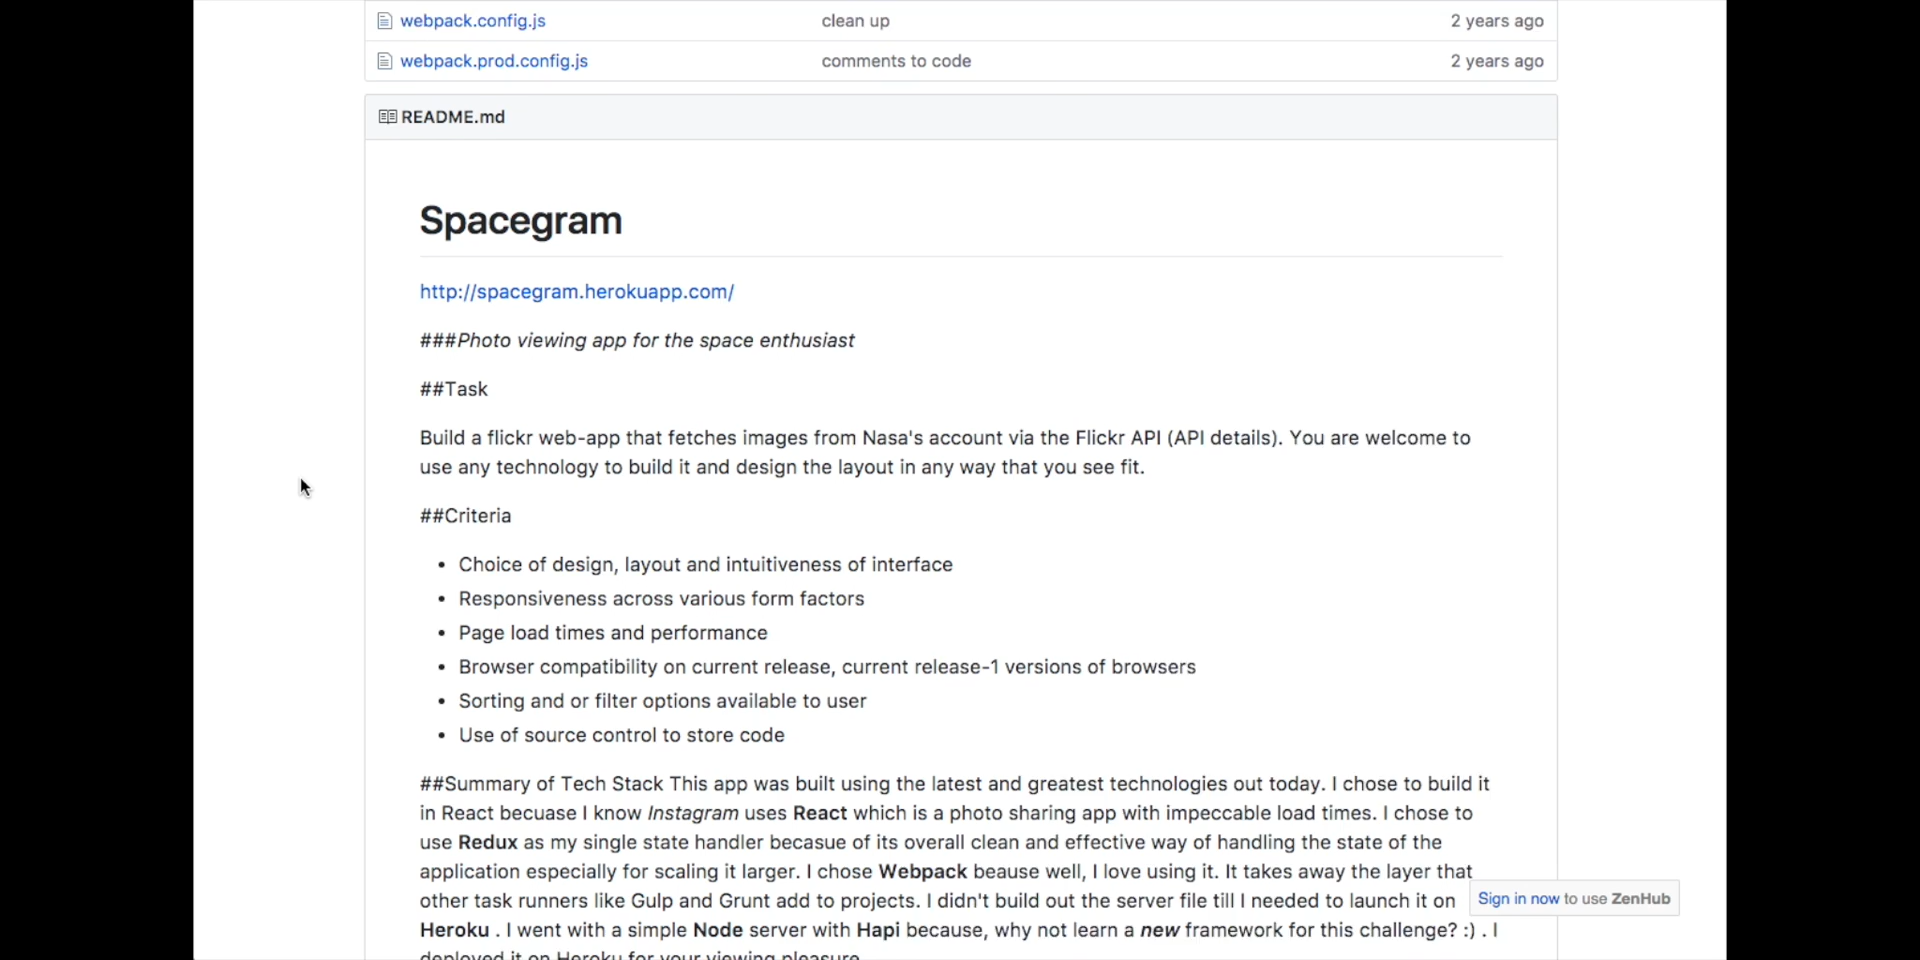 webpack.config.js clean up 2 years ago
webpack.prod.config.js comments to code 2 years ago
README.md
Spacegram
http://spacegram.herokuapp.com/
###Photo viewing app for the space enthusiast
##Task
Build a flickr web-app that fetches images from Nasa's account via the Flickr API (API details). You are welcome to
use any technology to build it and design the layout in any way that you see fit.
##Criteria
• Choice of design, layout and intuitiveness of interface
• Responsiveness across various form factors
• Page load times and performance
• Browser compatibility on current release, current release-1 versions of browsers
• Sorting and or filter options available to user
• Use of source control to store code
##Summary of Tech Stack This app was built using the latest and greatest technologies out today. I chose to build it
in React becuase I know Instagram uses React which is a photo sharing app with impeccable load times. I chose to
use Redux as my single state handler becasue of its overall clean and effective way of handling the state of the
application especially for scaling it larger. I chose Webpack beause well, I love using it. It takes away the layer that
other task runners like Gulp and Grunt add to projects. I didn't build out the server file till I needed to launch it on
Sign in now to use ZenHub
Heroku . I went with a simple Node server with Hapi because, why not learn a new framework for this challenge? :) . I
deployed it on Heroku for your viewing pleasure